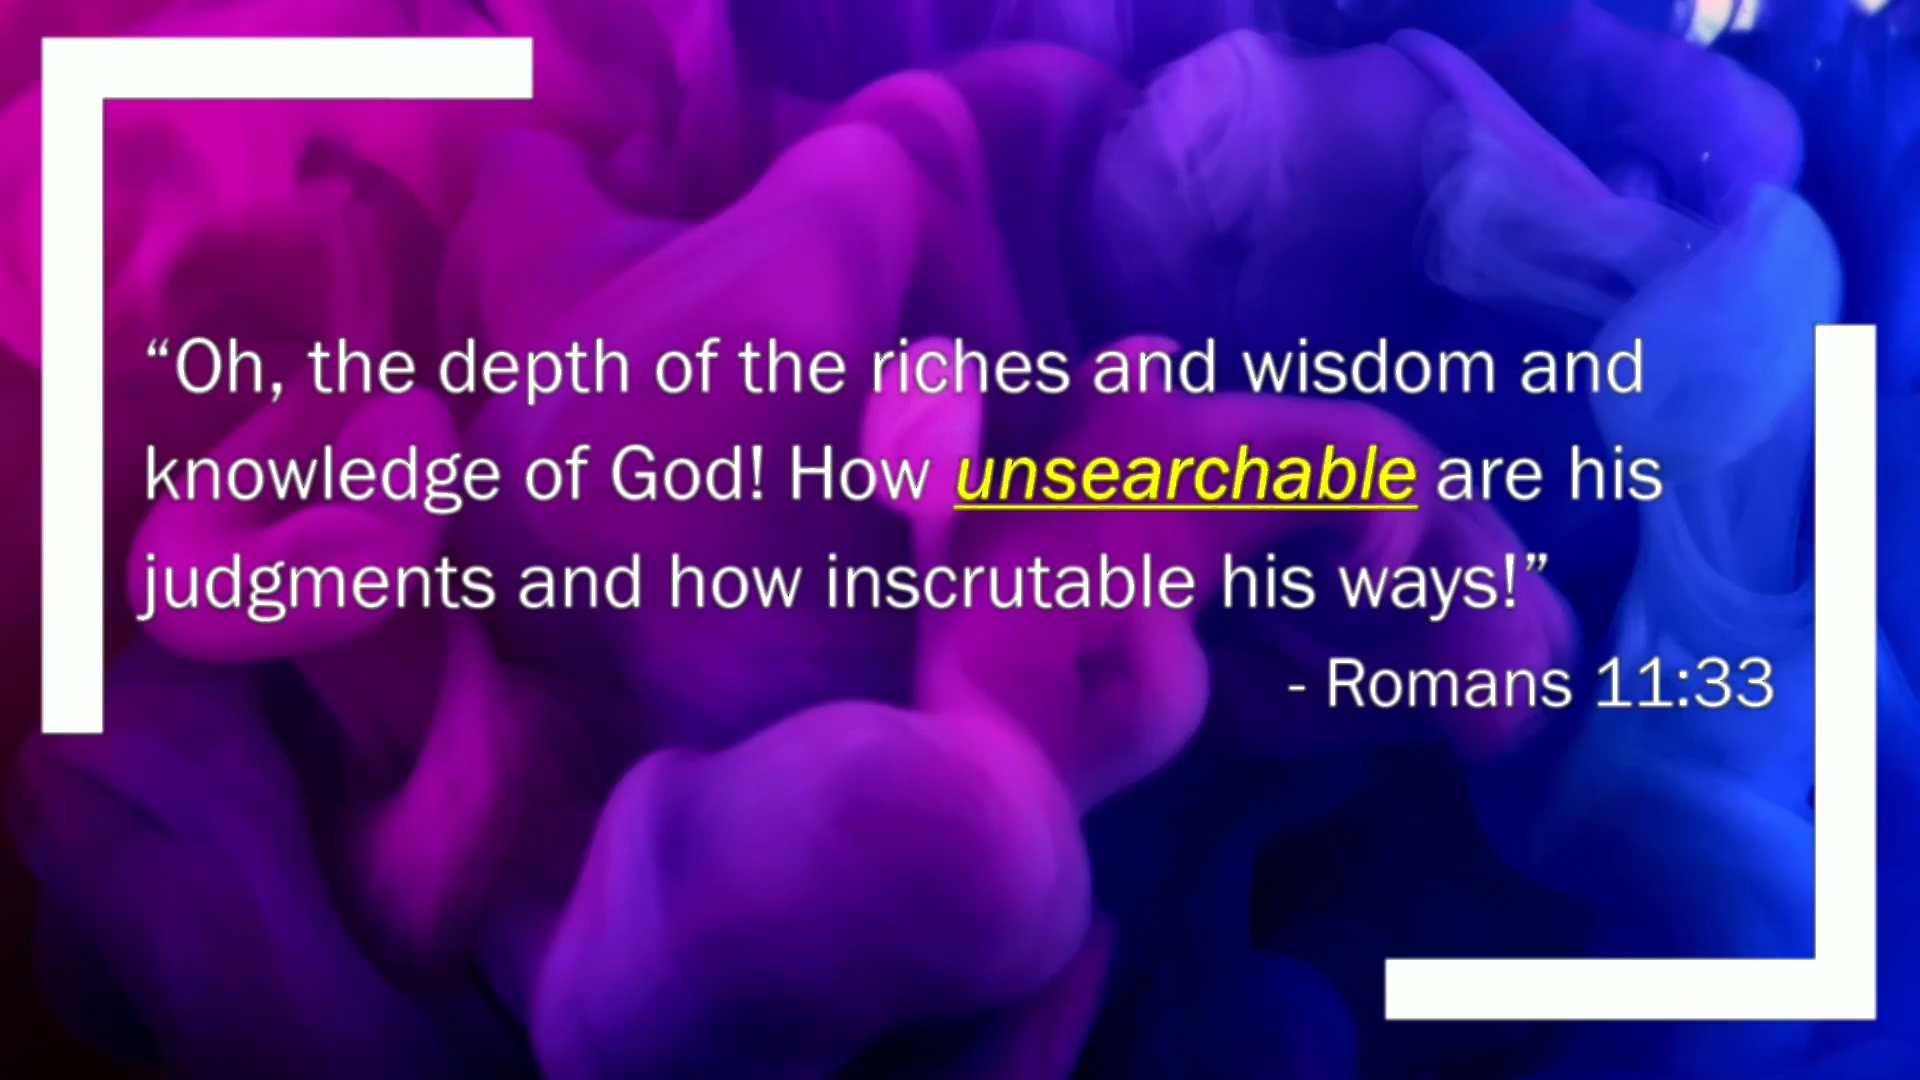 “Oh, the depth of the riches and wisdom and
knowledge of God! How unsearchable are his
judgments and how inscrutable his ways!”
- Romans 11:33